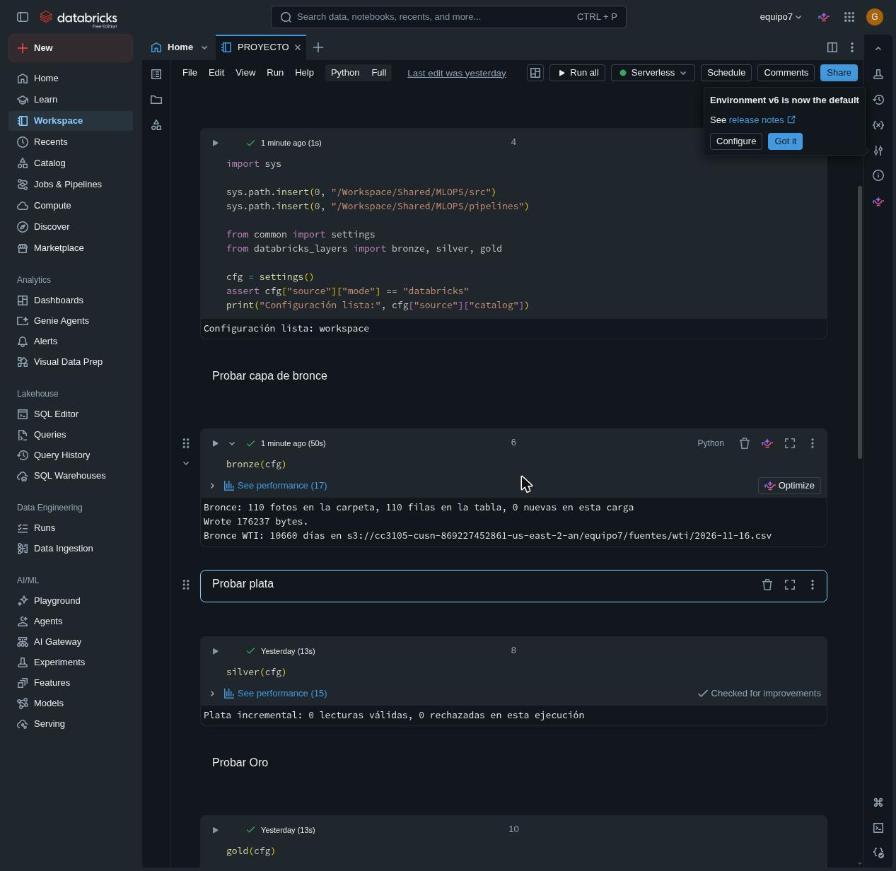 databricks
Free Edition
Search data, notebooks, recents, and more...
CTRL + P
equipo7
G
New
Home
Learn
Workspace
Recents
Catalog
Jobs & Pipelines
Compute
Discover
Marketplace
Analytics
Dashboards
Genie Agents
Alerts
Visual Data Prep
Lakehouse
SQL Editor
Queries
Query History
SQL Warehouses
Data Engineering
Runs
Data Ingestion
AI/ML
Playground
Agents
AI Gateway
Experiments
Features
Models
Serving
Home
PROYECTO
File Edit View Run Help Python Full Last edit was yesterday
Run all
Serverless
Schedule
Comments
Share
Environment v6 is now the default
See release notes
Configure
Got it
1 minute ago (1s)
4
import sys
sys.path.insert(0, "/Workspace/Shared/MLOPS/src")
sys.path.insert(0, "/Workspace/Shared/MLOPS/pipelines")
from common import settings
from databricks_layers import bronze, silver, gold
cfg = settings()
assert cfg["source"]["mode"] == "databricks"
print("Configuración lista:", cfg["source"]["catalog"])
Configuración lista: workspace
Probar capa de bronce
1 minute ago (50s)
6
Python
bronze(cfg)
See performance (17)
Optimize
Bronce: 110 fotos en la carpeta, 110 filas en la tabla, 0 nuevas en esta carga
Wrote 176237 bytes.
Bronce WTI: 10660 días en s3://cc3105-cusn-869227452861-us-east-2-an/equipo7/fuentes/wti/2026-11-16.csv
Probar plata
Yesterday (13s)
8
silver(cfg)
See performance (15)
Checked for improvements
Plata incremental: 0 lecturas válidas, 0 rechazadas en esta ejecución
Probar Oro
Yesterday (13s)
10
gold(cfg)